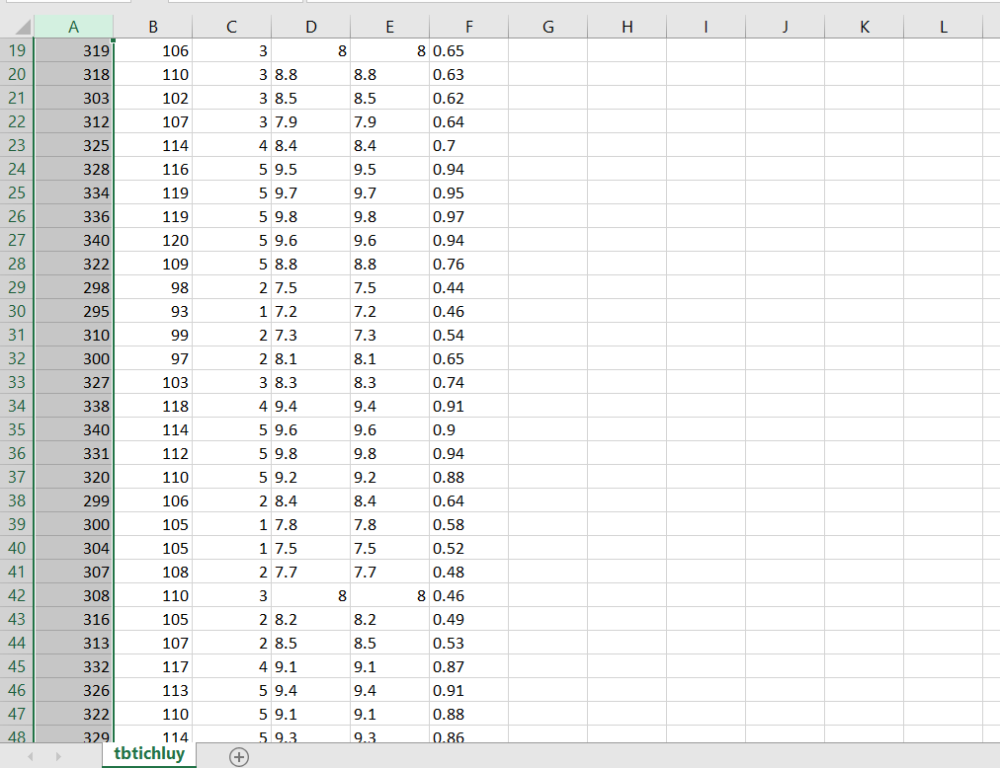 A B C D E F G H I J K L
19 319 106 3 8 8 0.65
20 318 110 3 8.8 8.8 0.63
21 303 102 3 8.5 8.5 0.62
22 312 107 3 7.9 7.9 0.64
23 325 114 4 8.4 8.4 0.7
24 328 116 5 9.5 9.5 0.94
25 334 119 5 9.7 9.7 0.95
26 336 119 5 9.8 9.8 0.97
27 340 120 5 9.6 9.6 0.94
28 322 109 5 8.8 8.8 0.76
29 298 98 2 7.5 7.5 0.44
30 295 93 1 7.2 7.2 0.46
31 310 99 2 7.3 7.3 0.54
32 300 97 2 8.1 8.1 0.65
33 327 103 3 8.3 8.3 0.74
34 338 118 4 9.4 9.4 0.91
35 340 114 5 9.6 9.6 0.9
36 331 112 5 9.8 9.8 0.94
37 320 110 5 9.2 9.2 0.88
38 299 106 2 8.4 8.4 0.64
39 300 105 1 7.8 7.8 0.58
40 304 105 1 7.5 7.5 0.52
41 307 108 2 7.7 7.7 0.48
42 308 110 3 8 8 0.46
43 316 105 2 8.2 8.2 0.49
44 313 107 2 8.5 8.5 0.53
45 332 117 4 9.1 9.1 0.87
46 326 113 5 9.4 9.4 0.91
47 322 110 5 9.1 9.1 0.88
48 329 114 5 9.3 9.3 0.86
tbtichluy